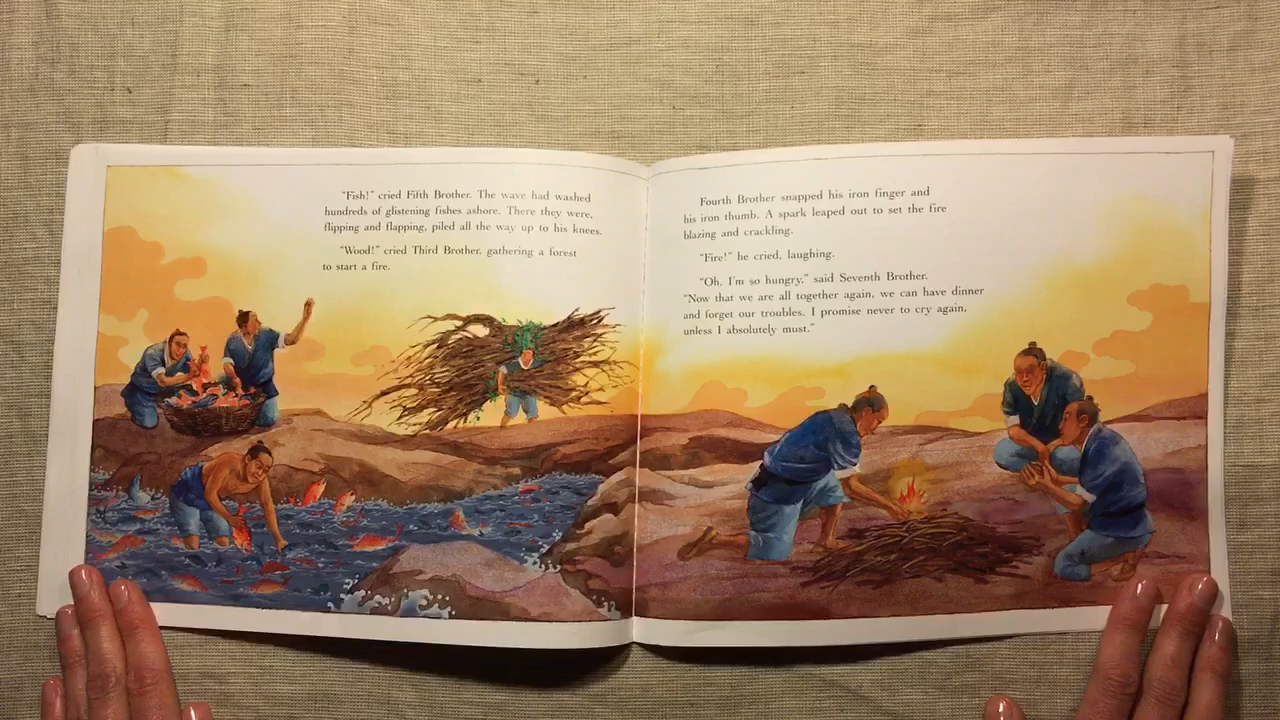 "Fish!" cried Fifth Brother. The wave had washed
hundreds of glistening fishes ashore. There they were,
flipping and flapping, piled all the way up to his knees.
"Wood!" cried Third Brother, gathering a forest
to start a fire.
Fourth Brother snapped his iron finger and
his iron thumb. A spark leaped out to set the fire
blazing and crackling.
"Fire!" he cried, laughing.
"Oh, I'm so hungry," said Seventh Brother.
"Now that we are all together again, we can have dinner
and forget our troubles. I promise never to cry again,
unless I absolutely must."